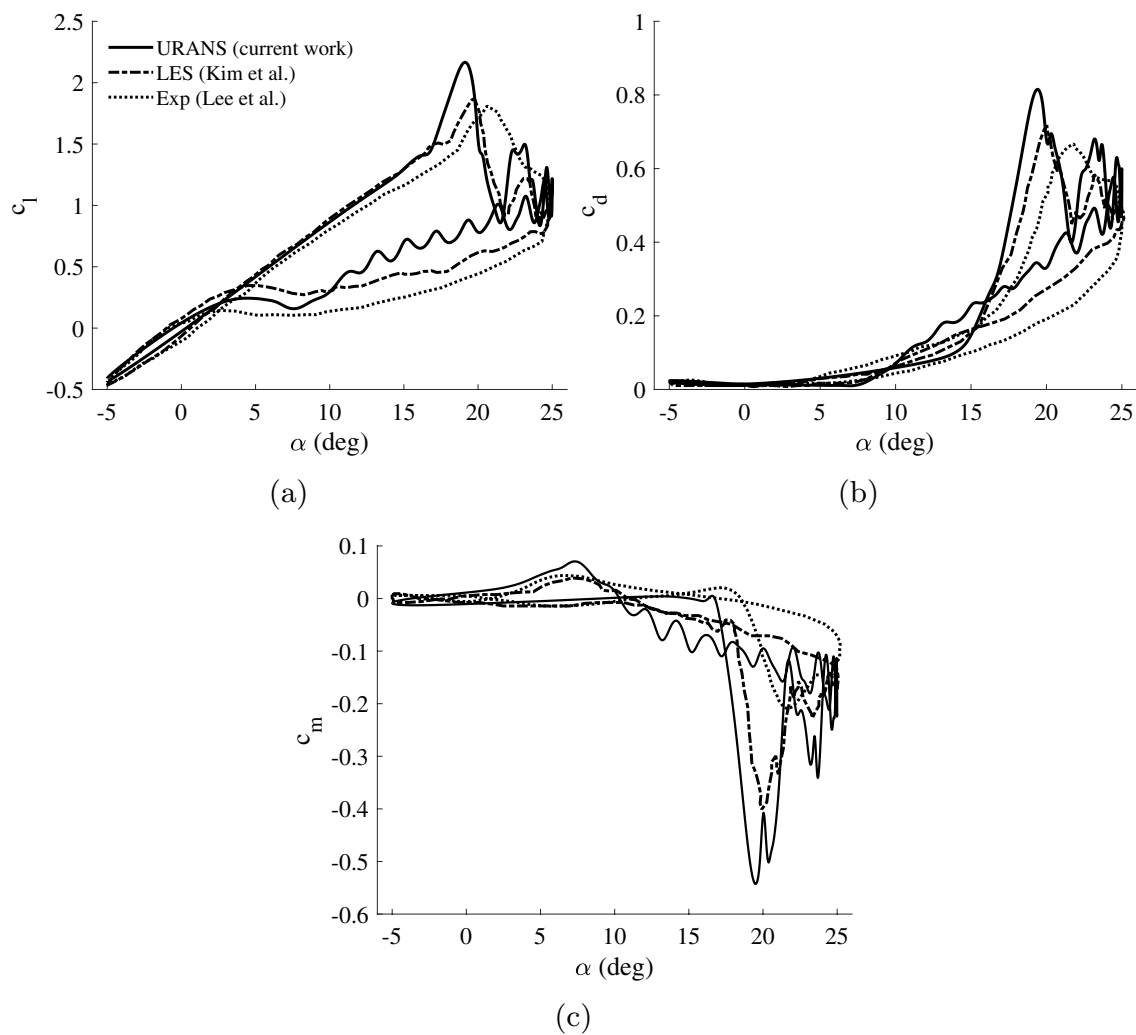 2.5
2
1.5
1
0.5
0
-0.5
c_l
URANS (current work)
LES (Kim et al.)
Exp (Lee et al.)
-5 0 5 10 15 20 25
α (deg)
(a)
1
0.8
0.6
0.4
0.2
0
c_d
-5 0 5 10 15 20 25
α (deg)
(b)
0.1
0
-0.1
-0.2
-0.3
-0.4
-0.5
-0.6
c_m
-5 0 5 10 15 20 25
α (deg)
(c)